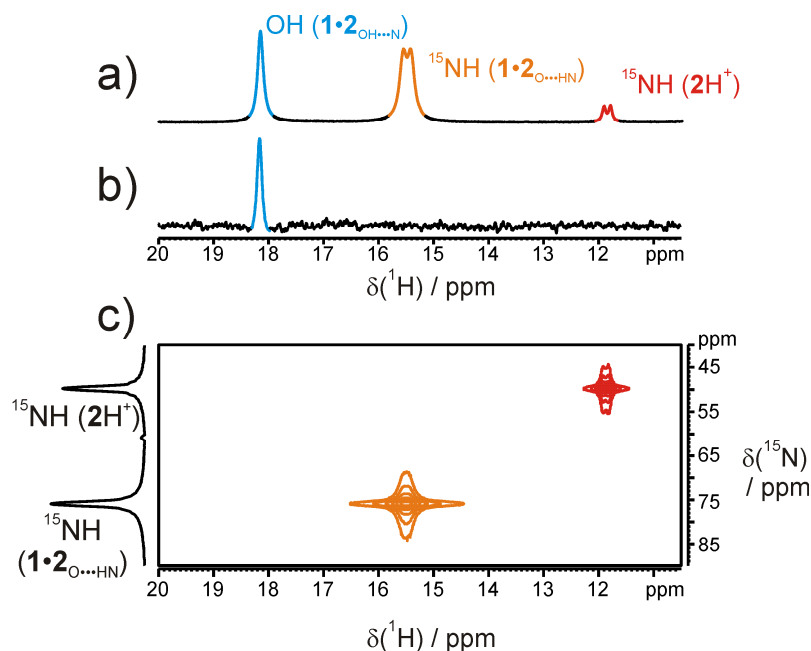 a)
OH (1•2OH•••N)
15NH (1•2O•••HN)
15NH (2H+)
b)
20 19 18 17 16 15 14 13 12 ppm
δ(1H) / ppm
c)
15NH (2H+)
15NH
(1•2O•••HN)
ppm
45
55
65
75
85
δ(15N)
/ ppm
20 19 18 17 16 15 14 13 12 ppm
δ(1H) / ppm